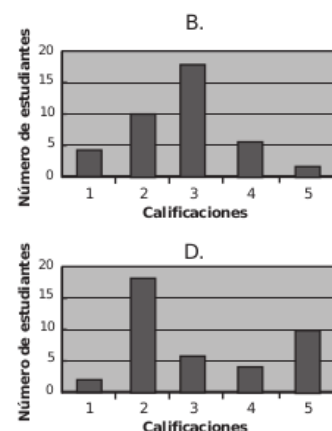 B.
Número de estudiantes
20
15
10
5
0
1 2 3 4 5
Calificaciones
D.
Número de estudiantes
20
15
10
5
0
1 2 3 4 5
Calificaciones